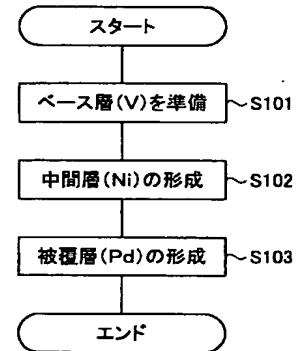 スタート
ベース層(V)を準備 S101
中間層(Ni)の形成 S102
被覆層(Pd)の形成 S103
エンド